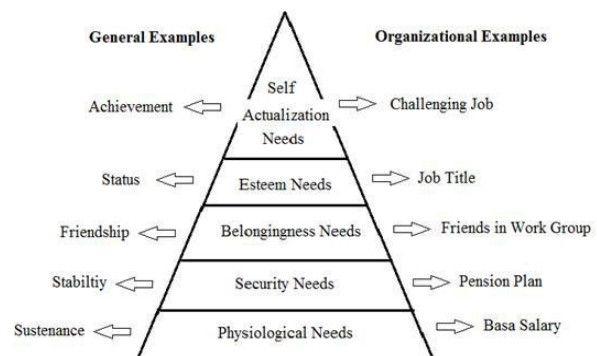 General Examples
Organizational Examples
Self
Actualization
Needs
Achievement
Challenging Job
Status
Esteem Needs
Job Title
Friendship
Belongingness Needs
Friends in Work Group
Stabiltiy
Security Needs
Pension Plan
Sustenance
Physiological Needs
Basa Salary